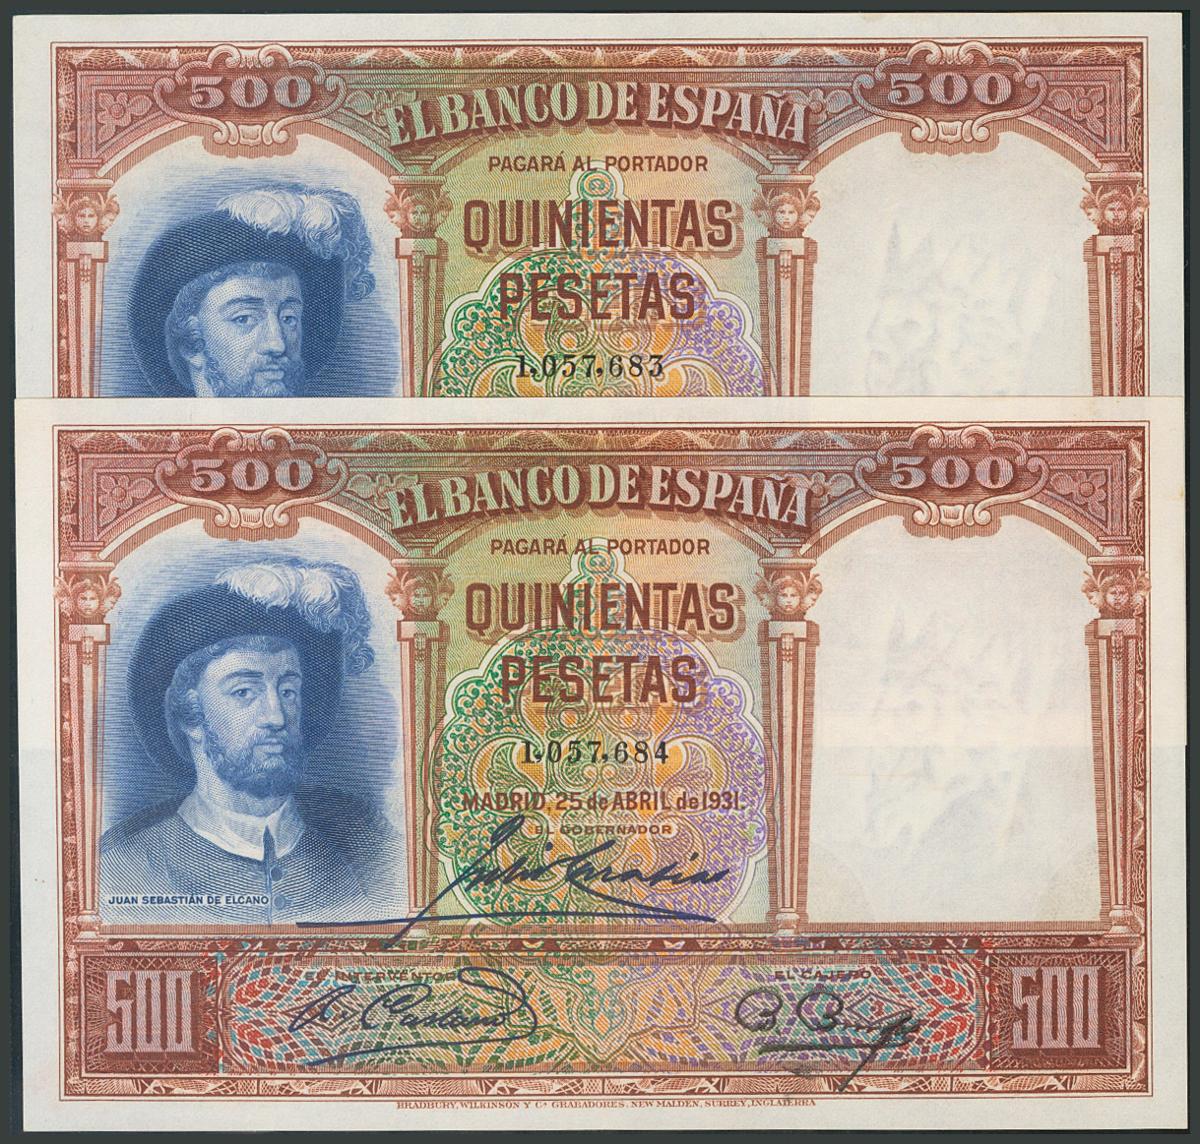 500 EL BANCO DE ESPAÑA 500
PAGARÁ AL PORTADOR
QUINIENTAS
PESETAS
1,057,683
500 EL BANCO DE ESPAÑA 500
PAGARÁ AL PORTADOR
QUINIENTAS
PESETAS
1,057,684
MADRID, 25 de ABRIL de 1931.
EL GOBERNADOR
JUAN SEBASTIÁN DE ELCANO
EL INTERVENTOR EL CAJERO
500 500
BRADBURY, WILKINSON Y Cª GRABADORES, NEW MALDEN, SURREY, INGLATERRA